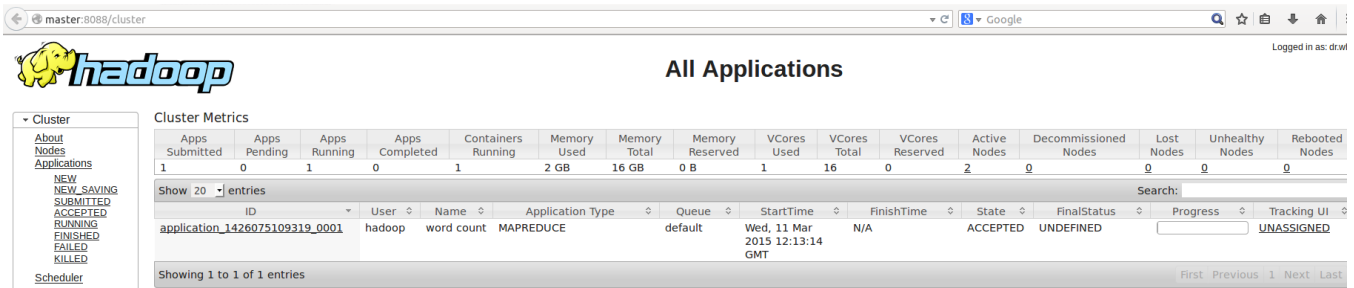 master:8088/cluster
Google
Logged in as: dr.wh
hadoop
All Applications
Cluster
About
Nodes
Applications
NEW
NEW_SAVING
SUBMITTED
ACCEPTED
RUNNING
FINISHED
FAILED
KILLED
Scheduler
Cluster Metrics
Apps Submitted Apps Pending Apps Running Apps Completed Containers Running Memory Used Memory Total Memory Reserved VCores Used VCores Total VCores Reserved Active Nodes Decommissioned Nodes Lost Nodes Unhealthy Nodes Rebooted Nodes
1 0 1 0 1 2 GB 16 GB 0 B 1 16 0 2 0 0 0 0
Show 20 entries Search:
ID User Name Application Type Queue StartTime FinishTime State FinalStatus Progress Tracking UI
application_1426075109319_0001 hadoop word count MAPREDUCE default Wed, 11 Mar 2015 12:13:14 GMT N/A ACCEPTED UNDEFINED UNASSIGNED
Showing 1 to 1 of 1 entries First Previous 1 Next Last